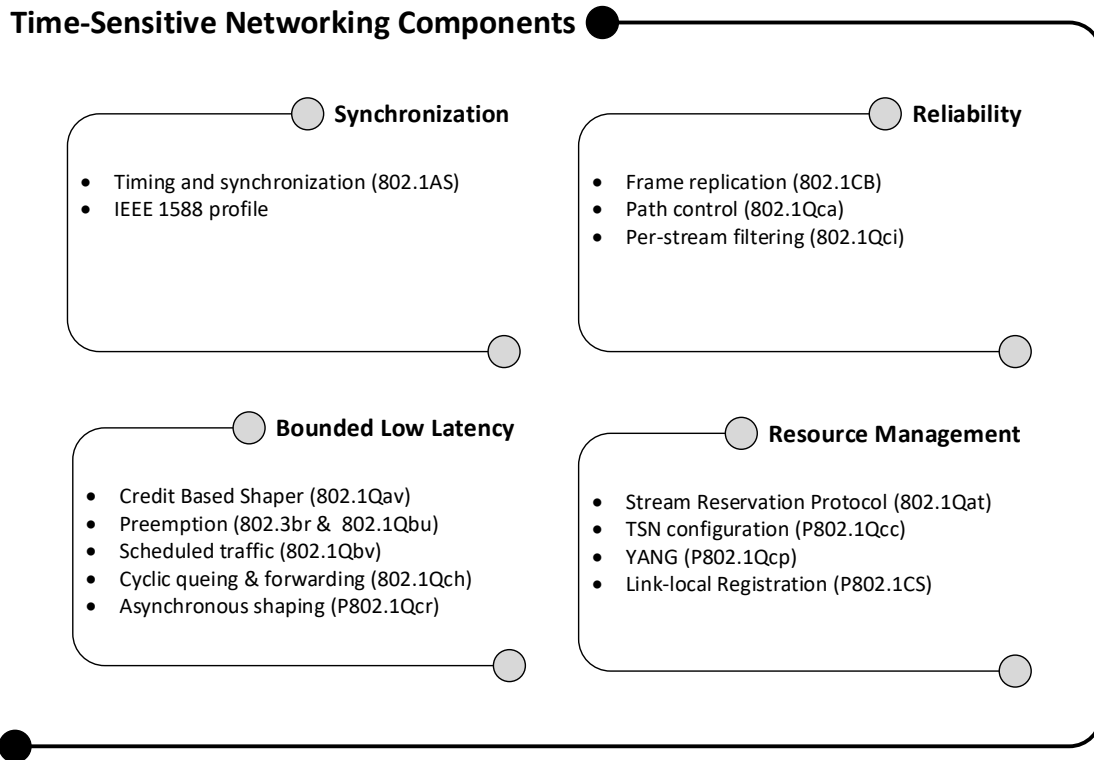 Time-Sensitive Networking Components
Synchronization
• Timing and synchronization (802.1AS)
• IEEE 1588 profile
Reliability
• Frame replication (802.1CB)
• Path control (802.1Qca)
• Per-stream filtering (802.1Qci)
Bounded Low Latency
• Credit Based Shaper (802.1Qav)
• Preemption (802.3br & 802.1Qbu)
• Scheduled traffic (802.1Qbv)
• Cyclic queing & forwarding (802.1Qch)
• Asynchronous shaping (P802.1Qcr)
Resource Management
• Stream Reservation Protocol (802.1Qat)
• TSN configuration (P802.1Qcc)
• YANG (P802.1Qcp)
• Link-local Registration (P802.1CS)